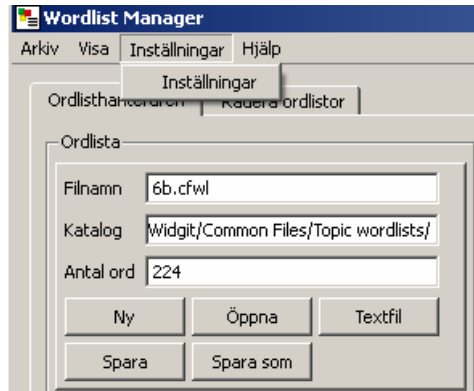 Wordlist Manager
Arkiv Visa Inställningar Hjälp
Inställningar
Ordlisthanterdren Radera ordlistor
Ordlista
Filnamn 6b.cfwl
Katalog Widgit/Common Files/Topic wordlists/
Antal ord 224
Ny Öppna Textfil
Spara Spara som